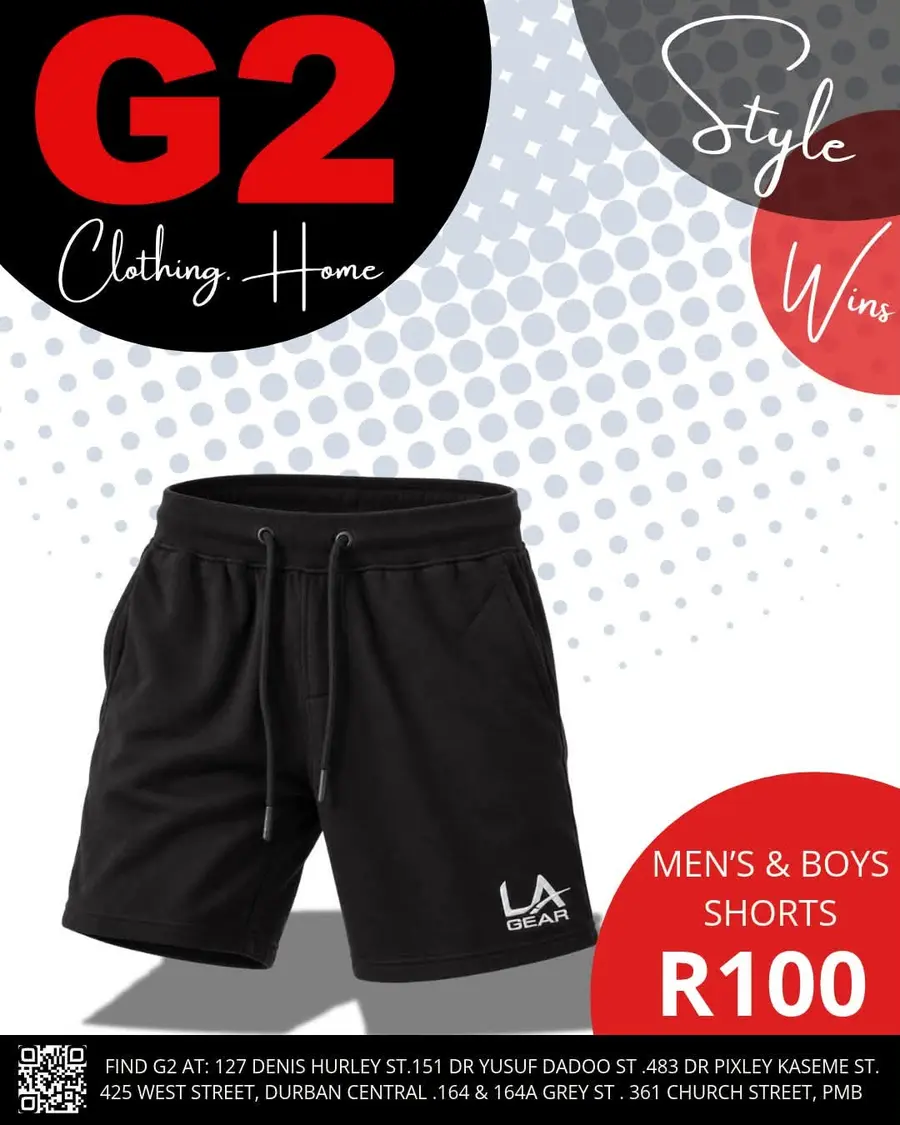 G2
Clothing. Home
Style
Wins
LA
GEAR
MEN'S & BOYS
SHORTS
R100
FIND G2 AT: 127 DENIS HURLEY ST.151 DR YUSUF DADOO ST .483 DR PIXLEY KASEME ST.
425 WEST STREET, DURBAN CENTRAL .164 & 164A GREY ST . 361 CHURCH STREET, PMB